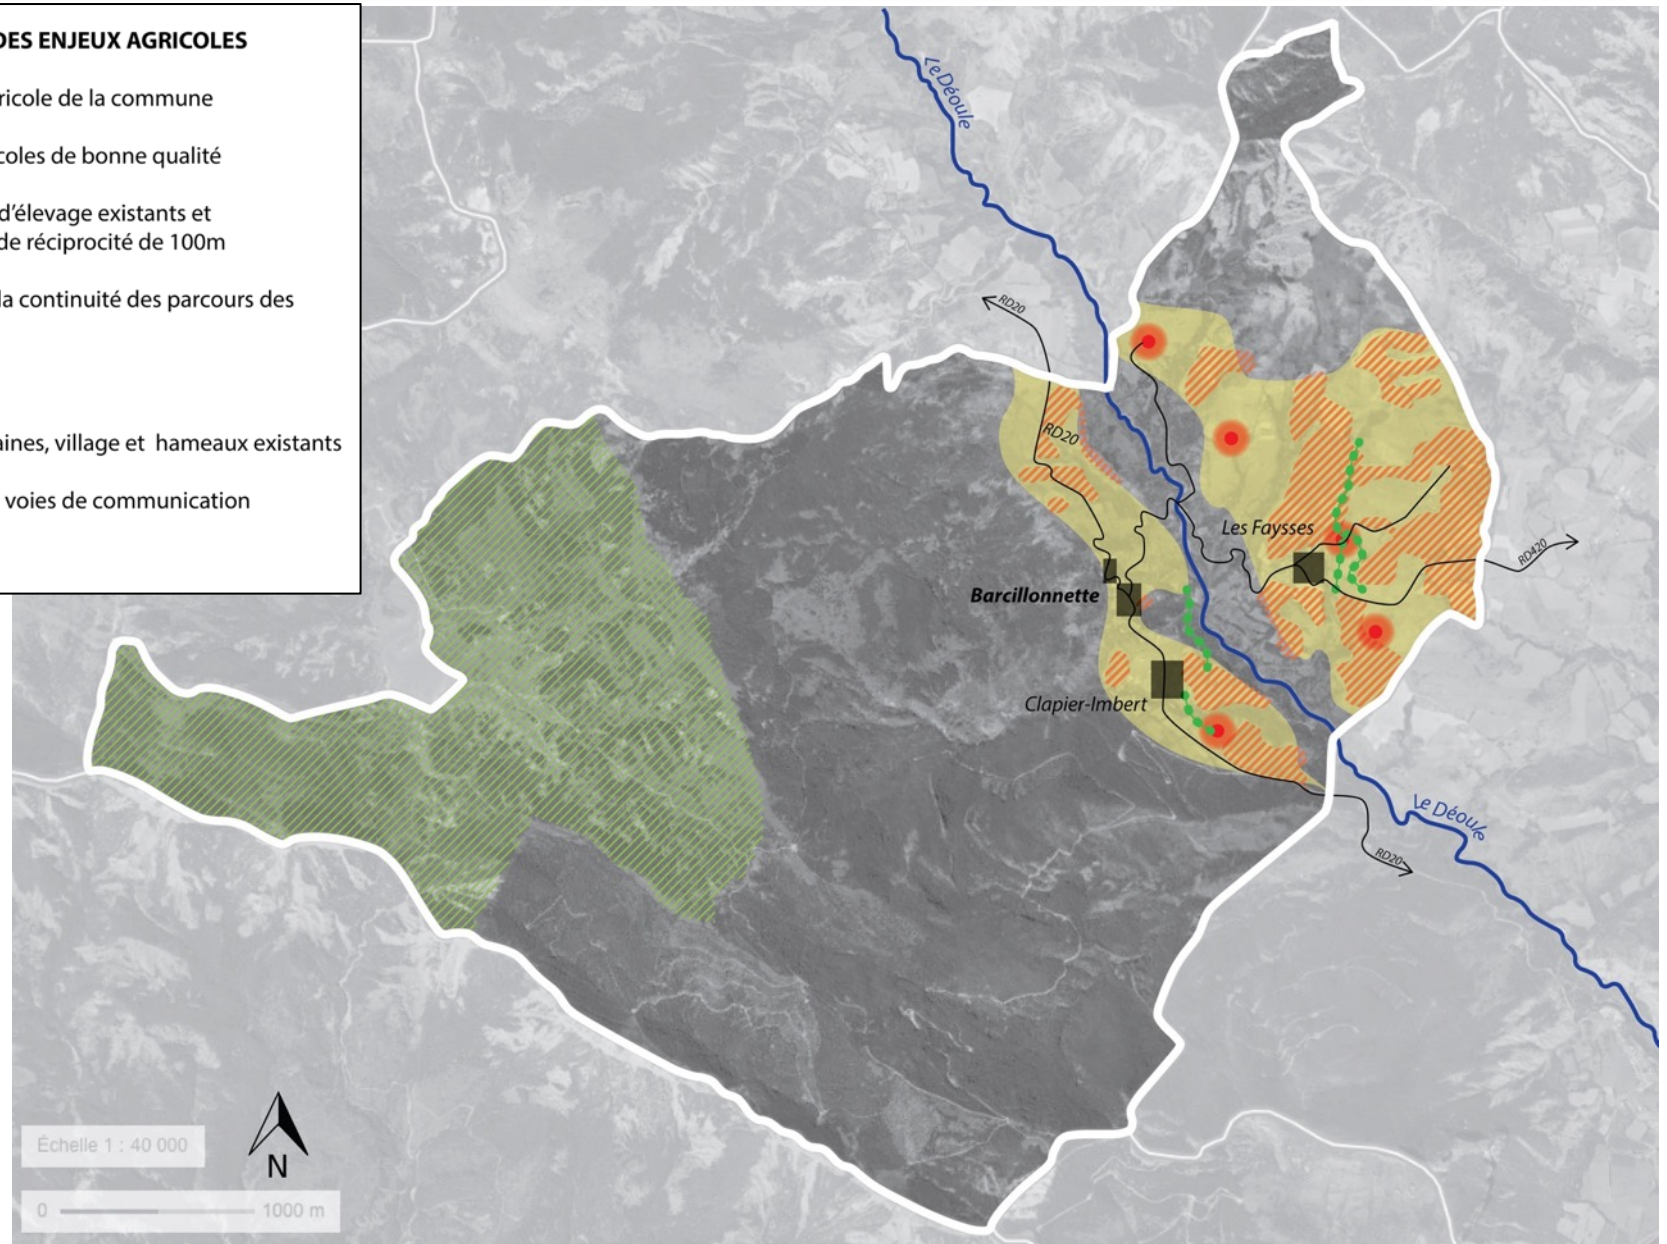 DES ENJEUX AGRICOLES
ricole de la commune
coles de bonne qualité
d’élevage existants et
de réciprocité de 100m
la continuité des parcours des
aines, village et hameaux existants
voies de communication
Le Déoule
RD20
RD20
Les Faysses
RD420
Barcillonnette
Clapier-Imbert
Le Déoule
RD20
Échelle 1 : 40 000
N
0 1000 m